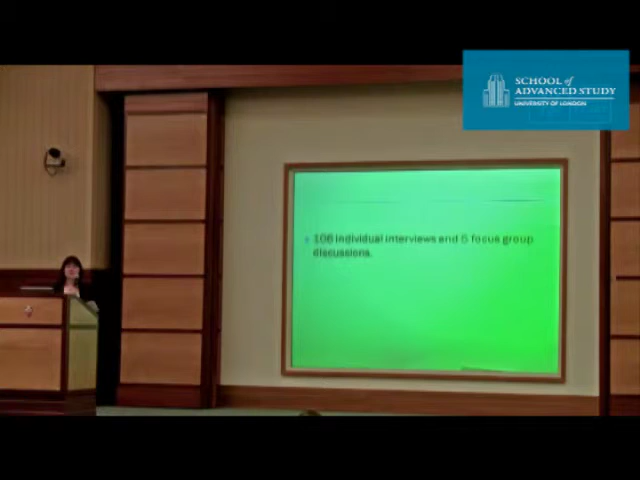 SCHOOL of
ADVANCED STUDY
UNIVERSITY OF LONDON
106 individual interviews and 5 focus group
discussions.